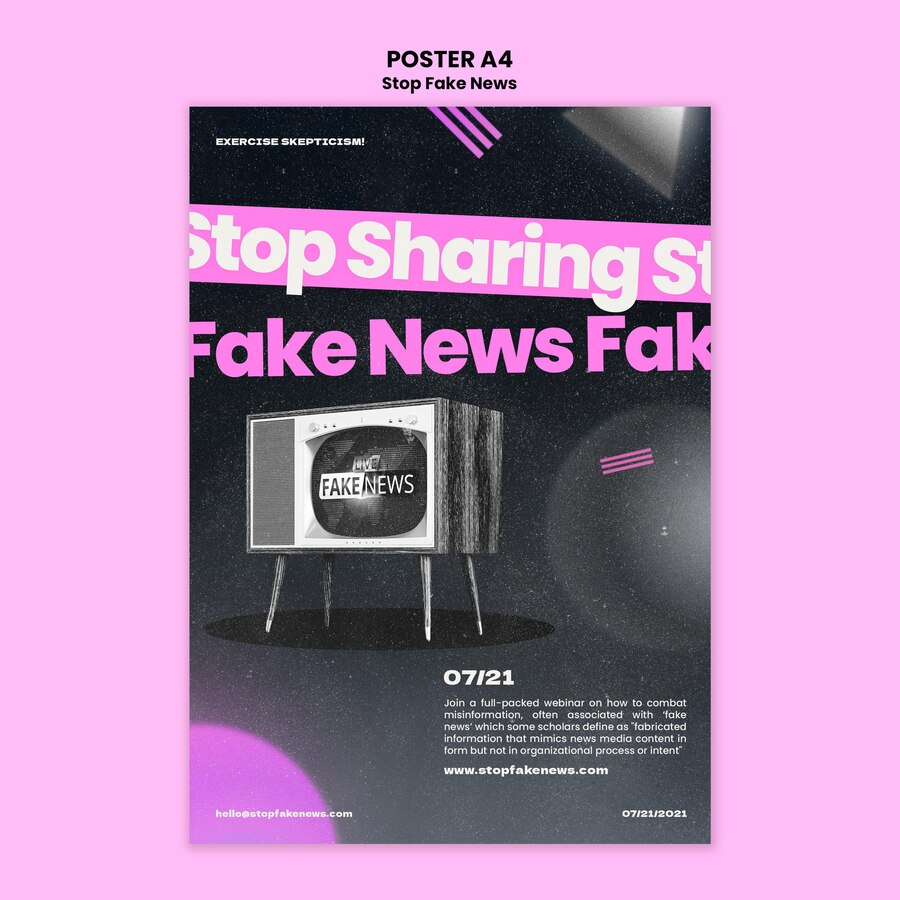 POSTER A4
Stop Fake News
EXERCISE SKEPTICISM!
Stop Sharing St
Fake News Fak
LIVE
FAKE NEWS
07/21
Join a full-packed webinar on how to combat
misinformation, often associated with ‘fake
news’ which some scholars define as "fabricated
information that mimics news media content in
form but not in organizational process or intent"
www.stopfakenews.com
hello@stopfakenews.com
07/21/2021